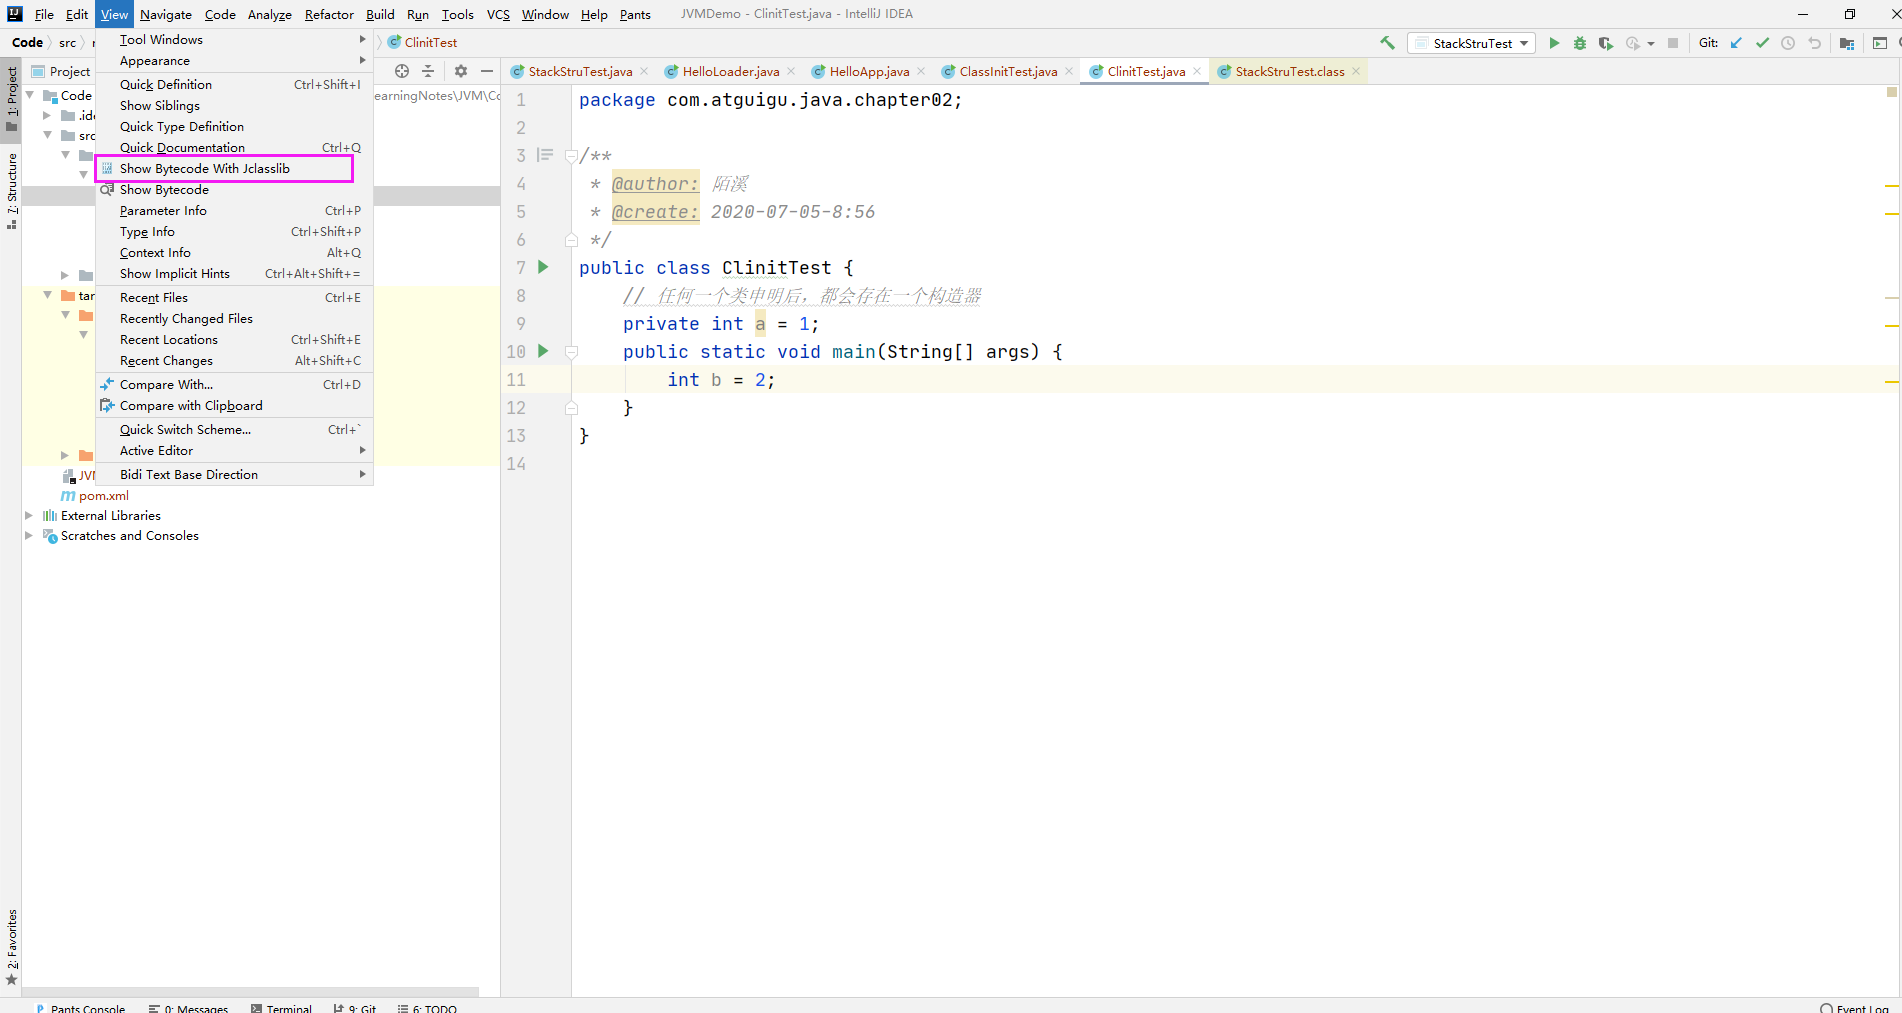 File Edit View Navigate Code Analyze Refactor Build Run Tools VCS Window Help Pants JVMDemo - ClinitTest.java - IntelliJ IDEA
Code src ClinitTest StackStruTest Git:
Project
StackStruTest.java HelloLoader.java HelloApp.java ClassInitTest.java ClinitTest.java StackStruTest.class
1: Project
7: Structure
2: Favorites
Code earningNotes\JVM\Co
.ide
src
tar
JVM
pom.xml
External Libraries
Scratches and Consoles
Tool Windows
Appearance
Quick Definition Ctrl+Shift+I
Show Siblings
Quick Type Definition
Quick Documentation Ctrl+Q
Show Bytecode With Jclasslib
Show Bytecode
Parameter Info Ctrl+P
Type Info Ctrl+Shift+P
Context Info Alt+Q
Show Implicit Hints Ctrl+Alt+Shift+=
Recent Files Ctrl+E
Recently Changed Files
Recent Locations Ctrl+Shift+E
Recent Changes Alt+Shift+C
Compare With... Ctrl+D
Compare with Clipboard
Quick Switch Scheme... Ctrl+`
Active Editor
Bidi Text Base Direction
1 package com.atguigu.java.chapter02;
2
3 /**
4 * @author: 陌溪
5 * @create: 2020-07-05-8:56
6 */
7 public class ClinitTest {
8 // 任何一个类申明后，都会存在一个构造器
9 private int a = 1;
10 public static void main(String[] args) {
11 int b = 2;
12 }
13 }
14
Pants Console 0: Messages Terminal 9: Git 6: TODO Event Log